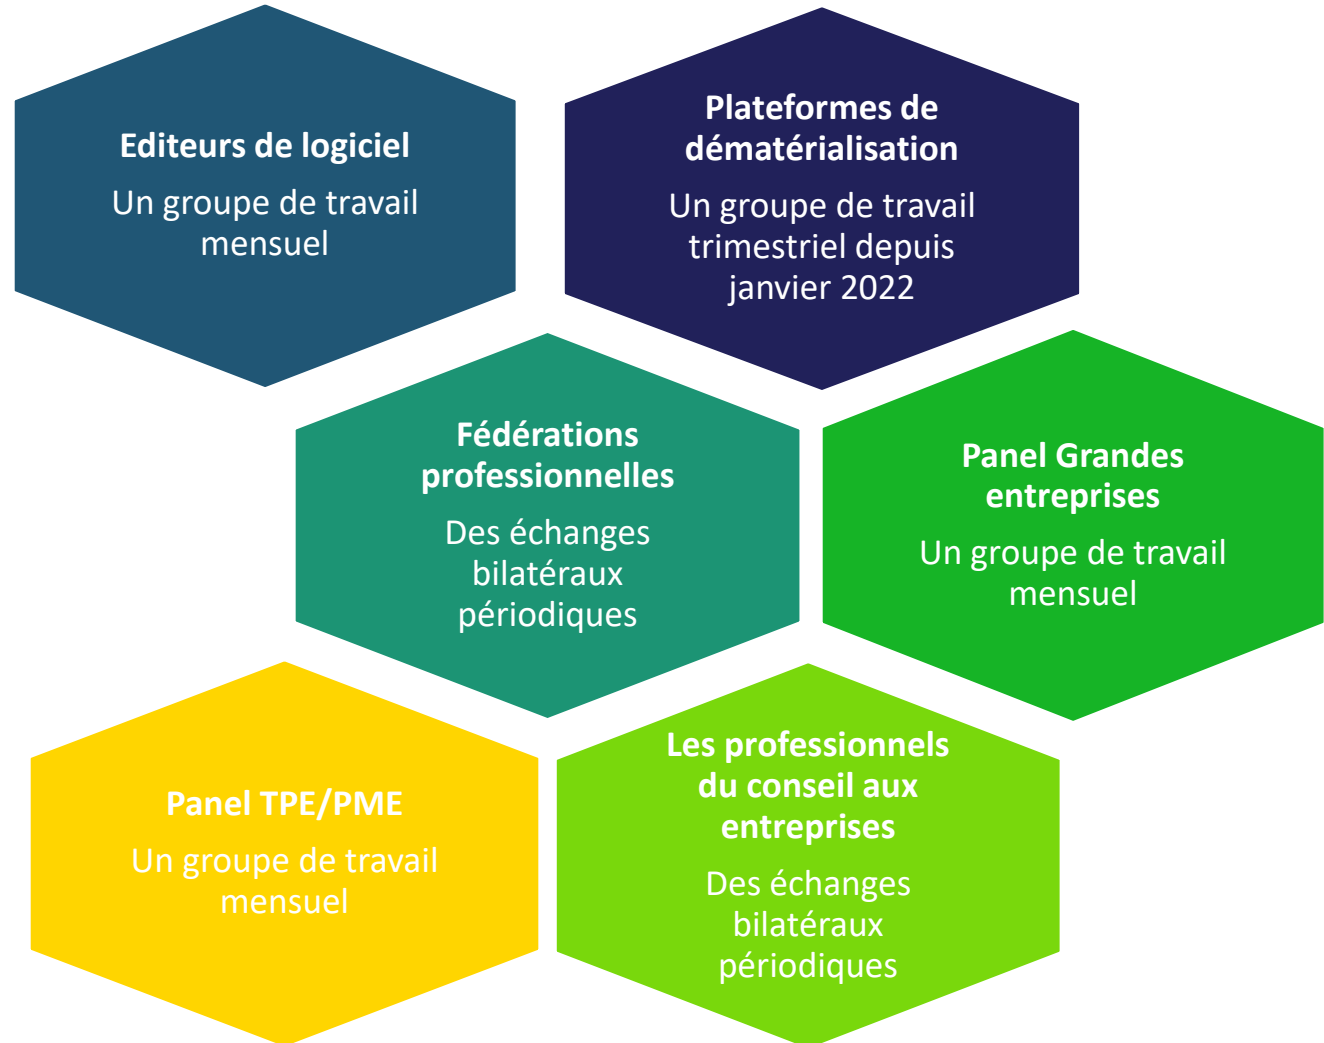 Editeurs de logiciel
Un groupe de travail
mensuel
Plateformes de
dématérialisation
Un groupe de travail
trimestriel depuis
janvier 2022
Fédérations
professionnelles
Des échanges
bilatéraux
périodiques
Panel Grandes
entreprises
Un groupe de travail
mensuel
Panel TPE/PME
Un groupe de travail
mensuel
Les professionnels
du conseil aux
entreprises
Des échanges
bilatéraux
périodiques